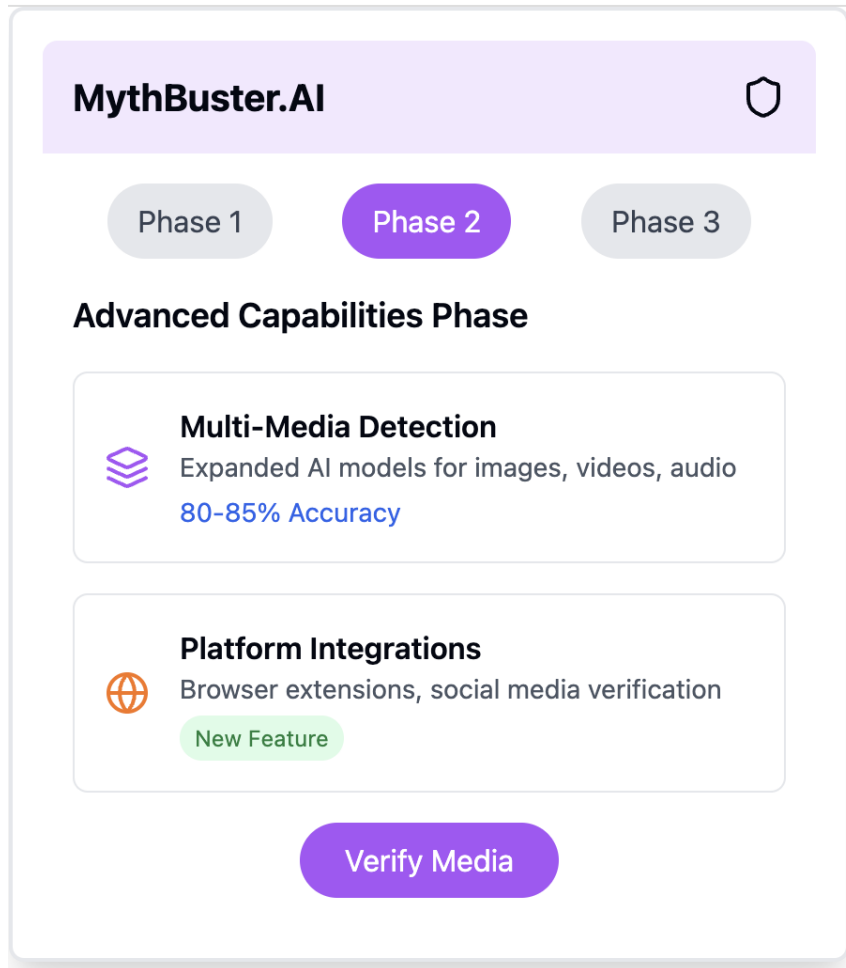 MythBuster.AI
Phase 1
Phase 2
Phase 3
Advanced Capabilities Phase
Multi-Media Detection
Expanded AI models for images, videos, audio
80-85% Accuracy
Platform Integrations
Browser extensions, social media verification
New Feature
Verify Media